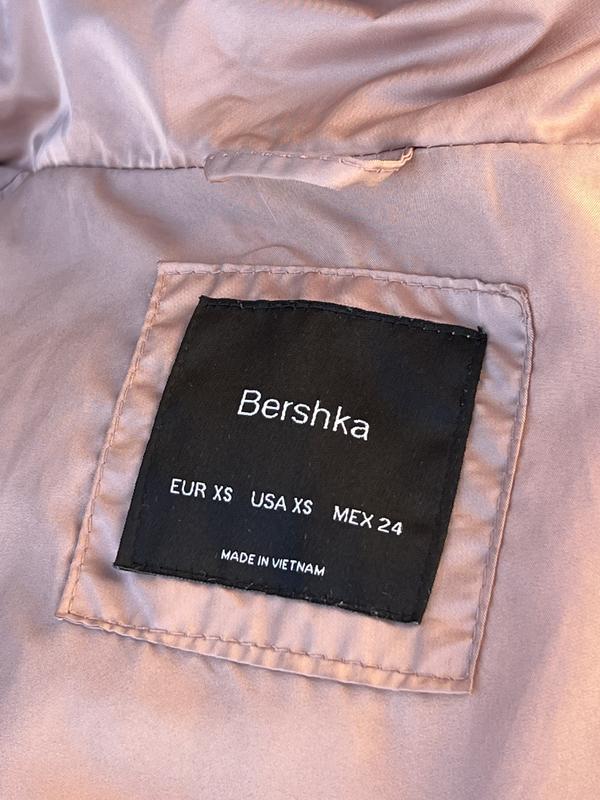 Bershka
EUR XS USA XS MEX 24
MADE IN VIETNAM